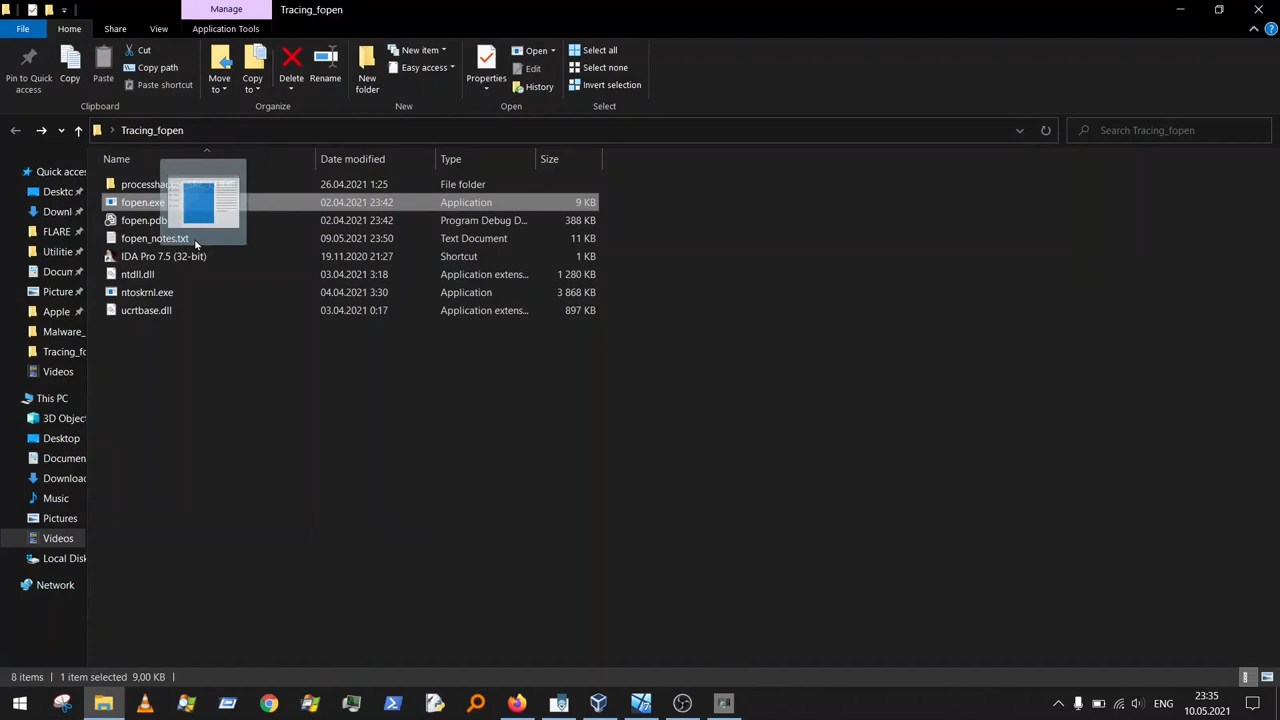 Manage
Tracing_fopen
File
Home
Share
View
Application Tools
Pin to Quick access
Copy
Paste
Cut
Copy path
Paste shortcut
Clipboard
Move to
Copy to
Delete
Rename
Organize
New folder
New item
Easy access
New
Properties
Open
Edit
History
Open
Select all
Select none
Invert selection
Select
Tracing_fopen
Search Tracing_fopen
Name
Date modified
Type
Size
26.04.2021 1:25
File folder
fopen.exe
02.04.2021 23:42
Application
9 KB
fopen.pdb
02.04.2021 23:42
Program Debug D...
388 KB
fopen_notes.txt
09.05.2021 23:50
Text Document
11 KB
IDA Pro 7.5 (32-bit)
19.11.2020 21:27
Shortcut
1 KB
ntdll.dll
03.04.2021 3:18
Application extens...
1 280 KB
ntoskrnl.exe
04.04.2021 3:30
Application
3 868 KB
ucrtbase.dll
03.04.2021 0:17
Application extens...
897 KB
Quick acces
Deskto
Downl
FLARE
Utilitie
Docum
Picture
Apple
Malware_
Tracing_fo
Videos
This PC
3D Objec
Desktop
Documen
Downloa
Music
Pictures
Videos
Local Disk
Network
8 items
1 item selected 9,00 KB
ENG
23:35
10.05.2021